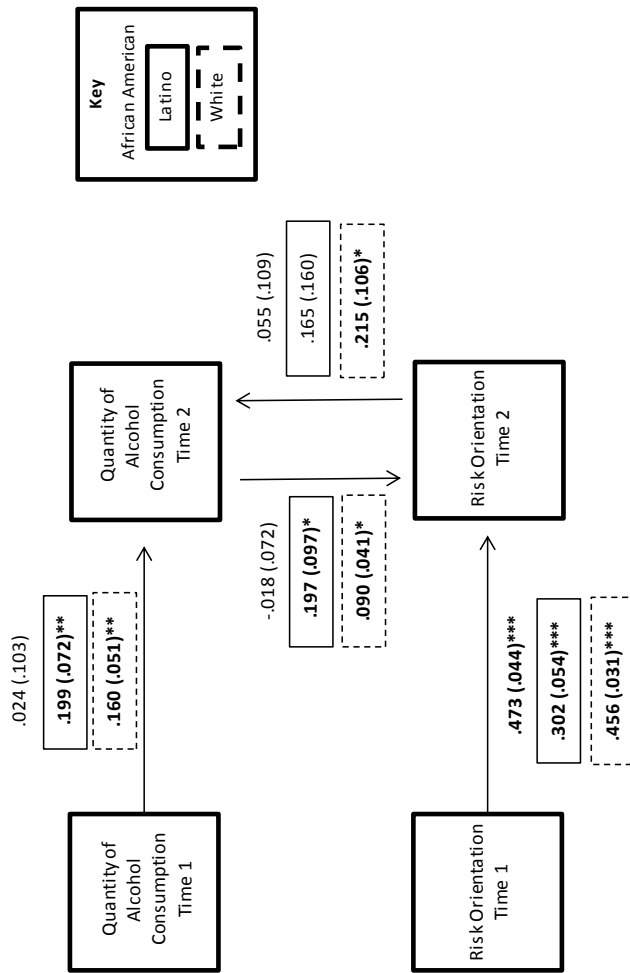 Quantity of
Alcohol
Consumption
Time 1
.024 (.103)
.199 (.072)**
.160 (.051)**
Quantity of
Alcohol
Consumption
Time 2
Key
African American
Latino
White
-.018 (.072)
.197 (.097)*
.090 (.041)*
.055 (.109)
.165 (.160)
.215 (.106)*
Risk Orientation
Time 1
.473 (.044)***
.302 (.054)***
.456 (.031)***
Risk Orientation
Time 2